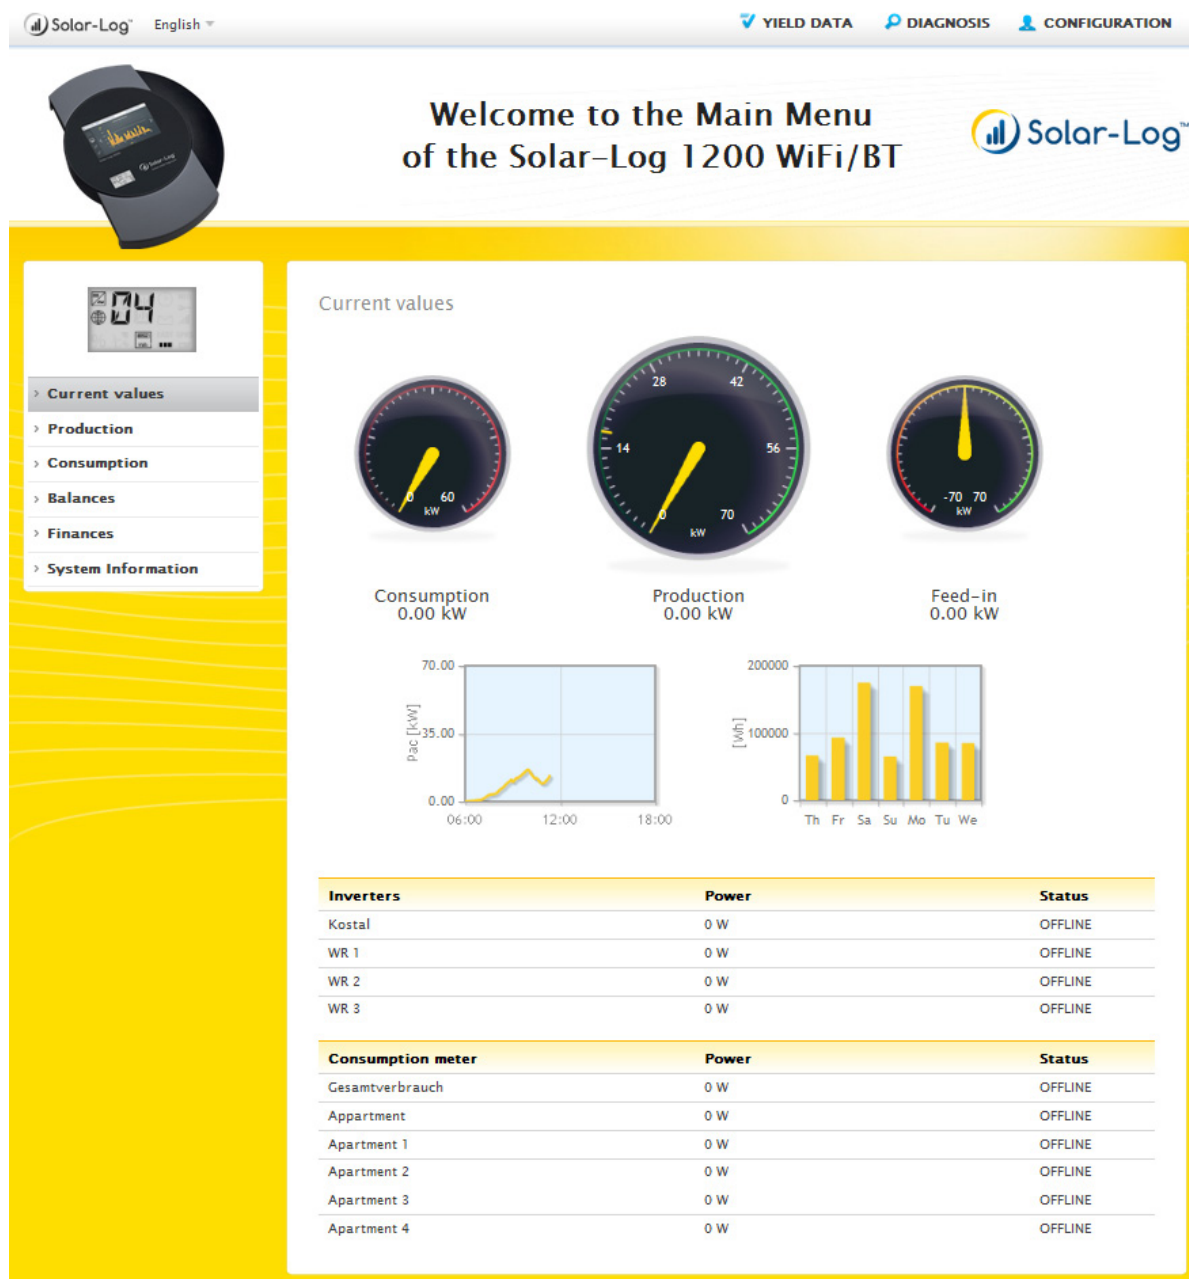 Solar-Log™ English
YIELD DATA DIAGNOSIS CONFIGURATION
Welcome to the Main Menu
of the Solar-Log 1200 WiFi/BT
Solar-Log™
04
Current values
Production
Consumption
Balances
Finances
System Information
Current values
0 60
kW
0 14 28 42 56 70
kW
-70 70
kW
Consumption
0.00 kW
Production
0.00 kW
Feed-in
0.00 kW
Pac [kW]
70.00
35.00
0.00
06:00 12:00 18:00
[Wh]
200000
100000
0
Th Fr Sa Su Mo Tu We
Inverters Power Status
Kostal 0 W OFFLINE
WR 1 0 W OFFLINE
WR 2 0 W OFFLINE
WR 3 0 W OFFLINE
Consumption meter Power Status
Gesamtverbrauch 0 W OFFLINE
Appartment 0 W OFFLINE
Apartment 1 0 W OFFLINE
Apartment 2 0 W OFFLINE
Apartment 3 0 W OFFLINE
Apartment 4 0 W OFFLINE